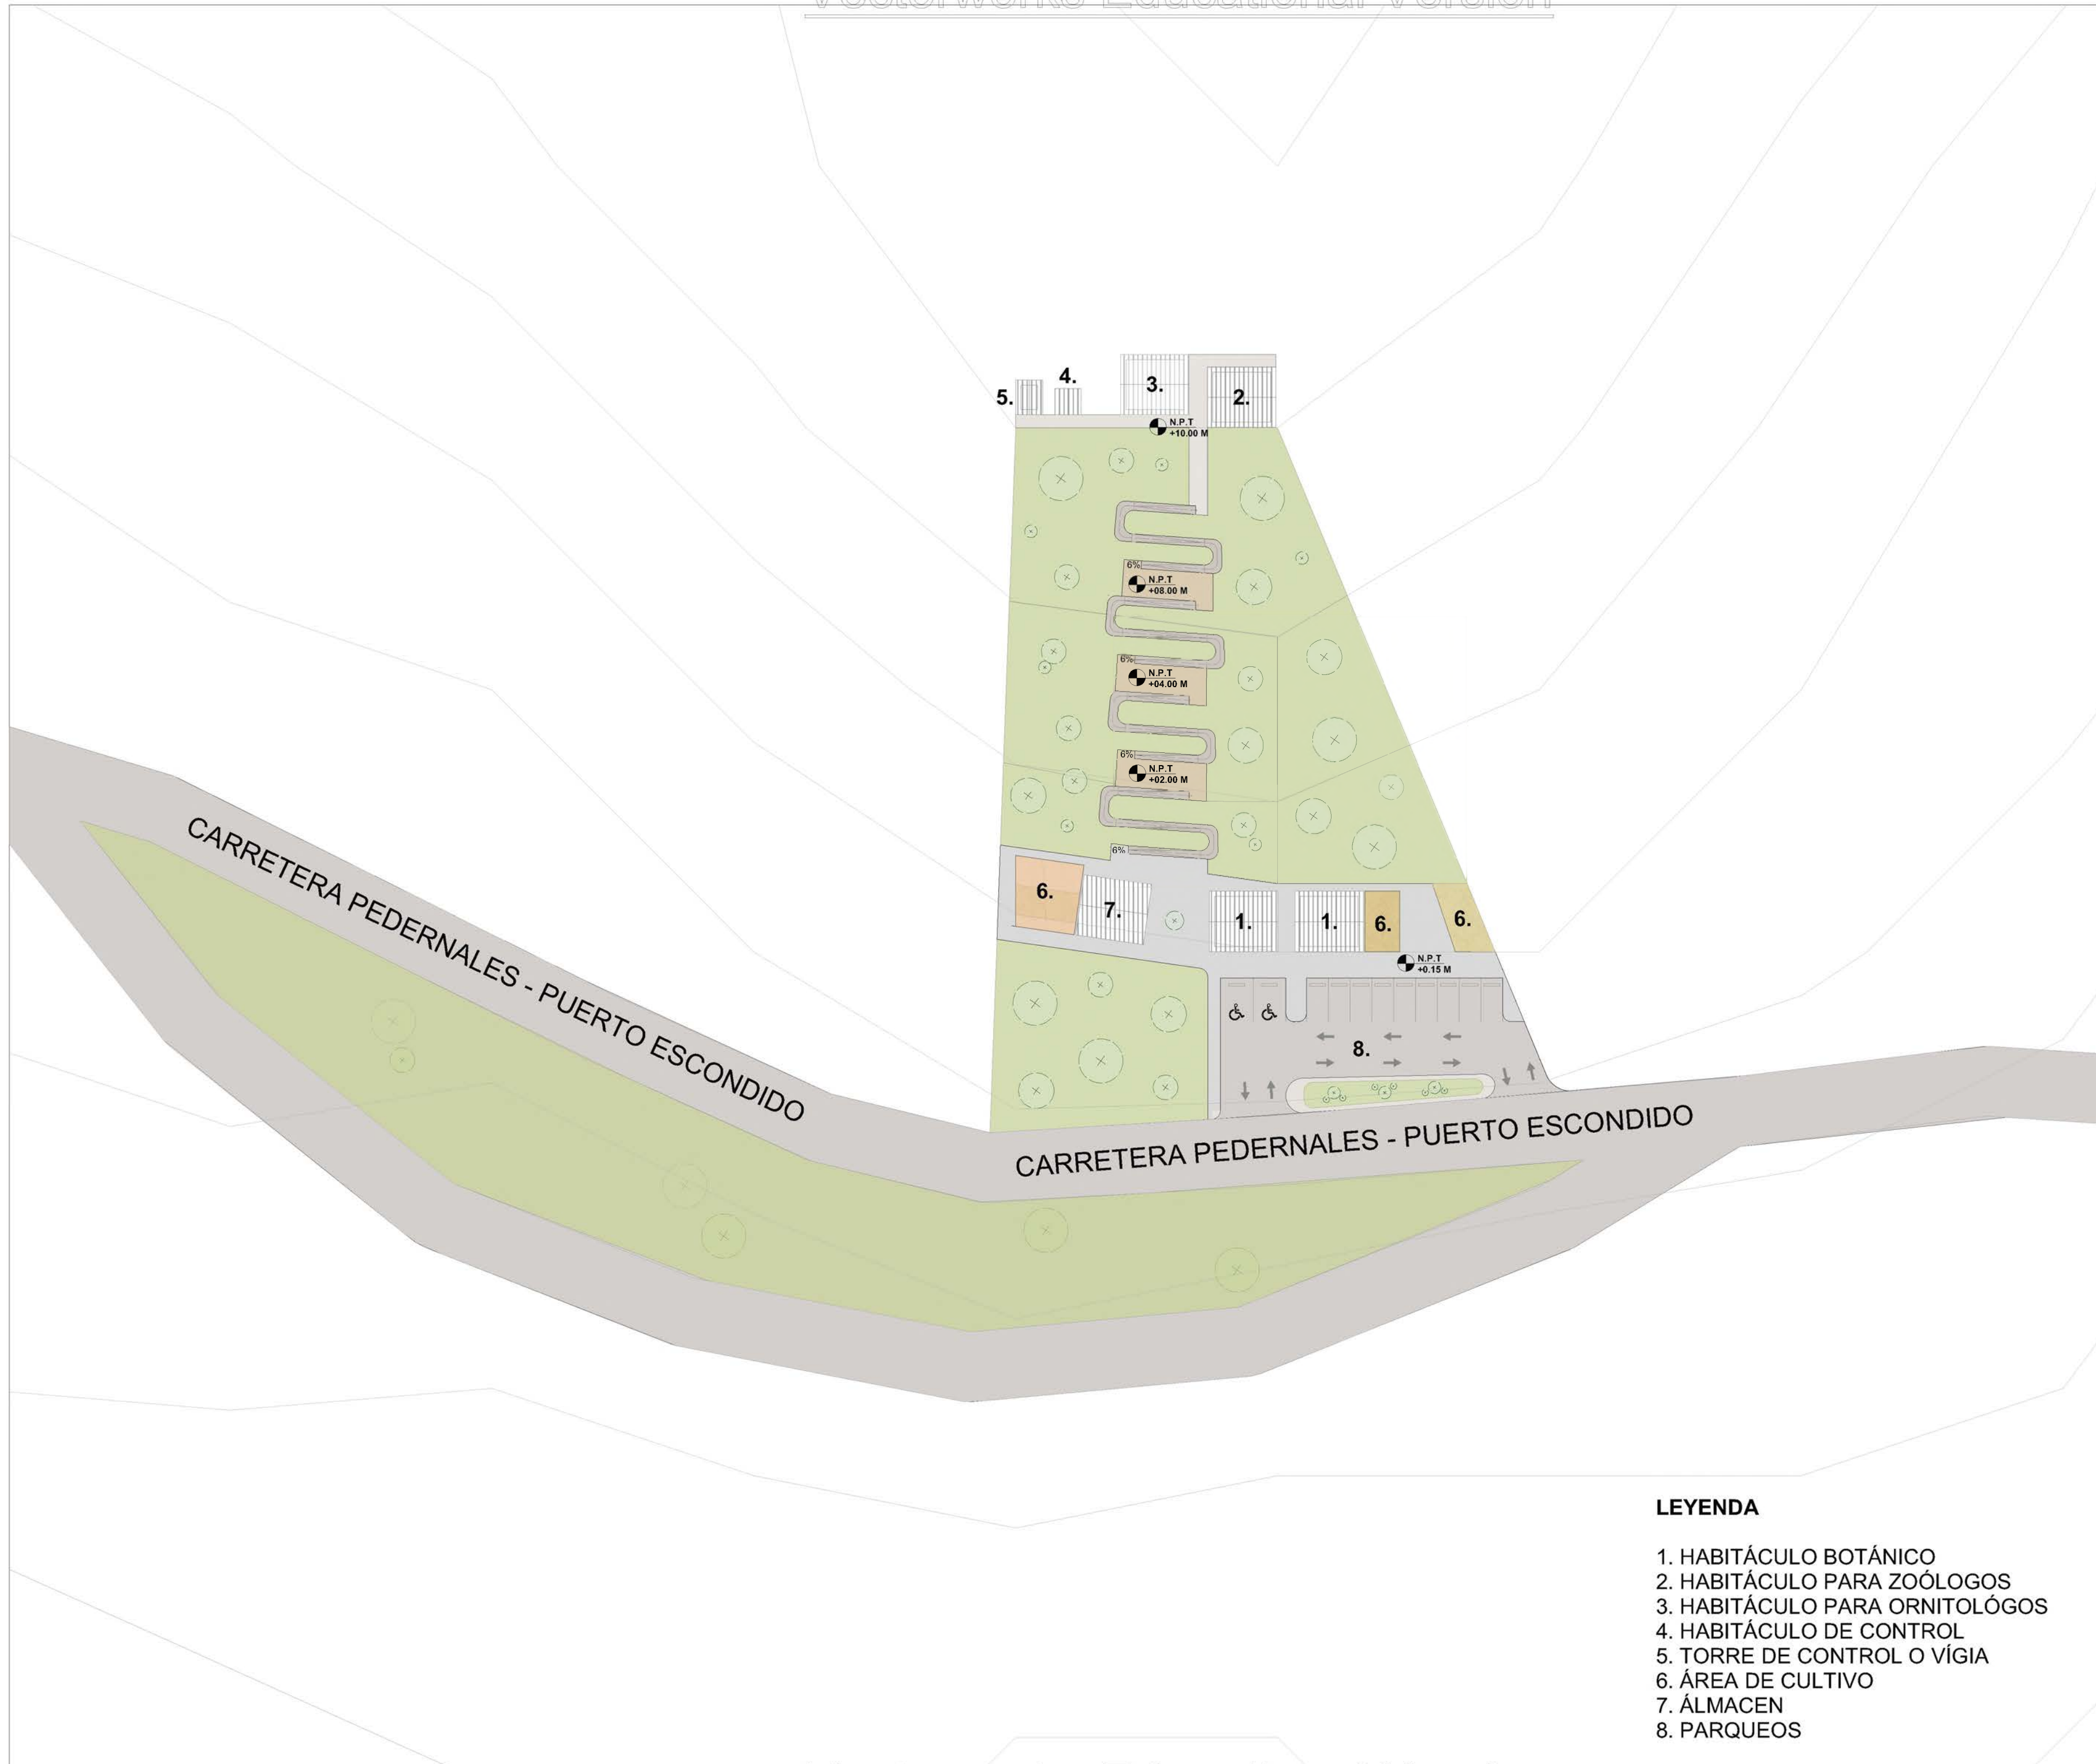 Vectorworks Educational Version
4.
3.
5.
2.
N.P.T
+10.00 M
6%
N.P.T
+08.00 M
6%
N.P.T
+04.00 M
6%
N.P.T
+02.00 M
6%
6.
7.
1.
1.
6.
6.
N.P.T
+0.15 M
8.
CARRETERA PEDERNALES - PUERTO ESCONDIDO
CARRETERA PEDERNALES - PUERTO ESCONDIDO
LEYENDA
1. HABITÁCULO BOTÁNICO
2. HABITÁCULO PARA ZOÓLOGOS
3. HABITÁCULO PARA ORNITOLÓGOS
4. HABITÁCULO DE CONTROL
5. TORRE DE CONTROL O VÍGIA
6. ÁREA DE CULTIVO
7. ÁLMACEN
8. PARQUEOS